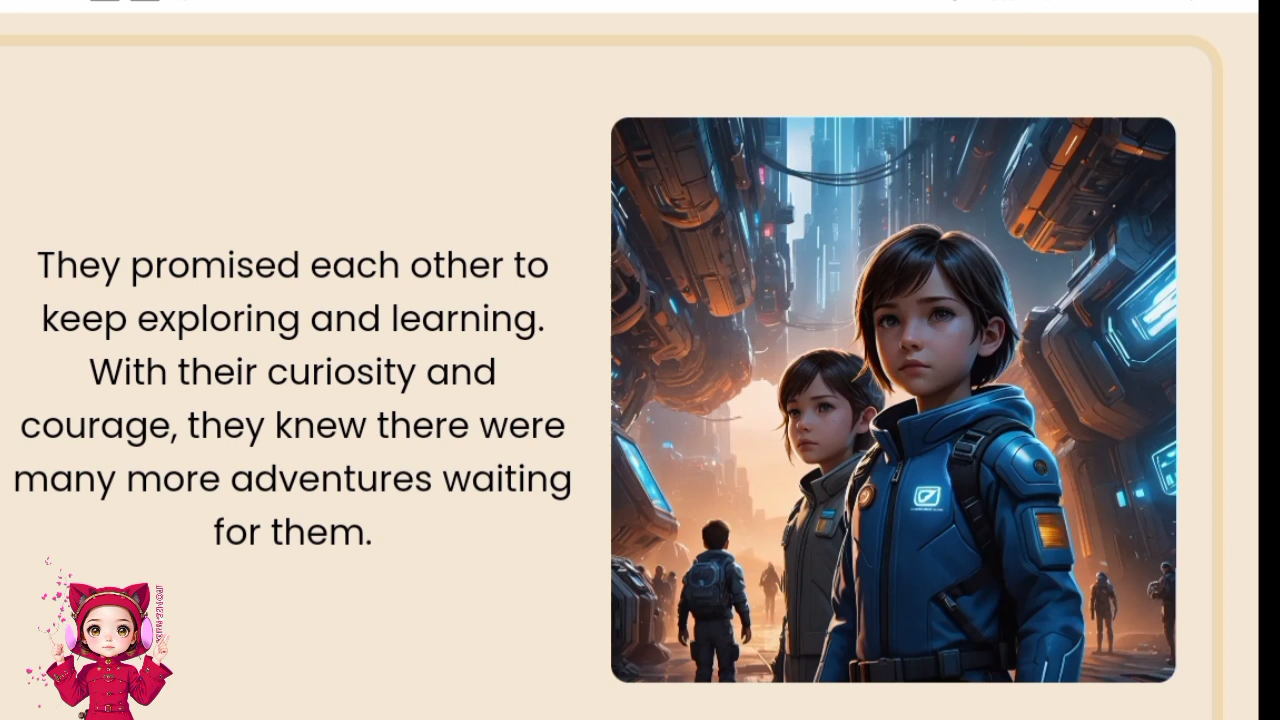 They promised each other to
keep exploring and learning.
With their curiosity and
courage, they knew there were
many more adventures waiting
for them.